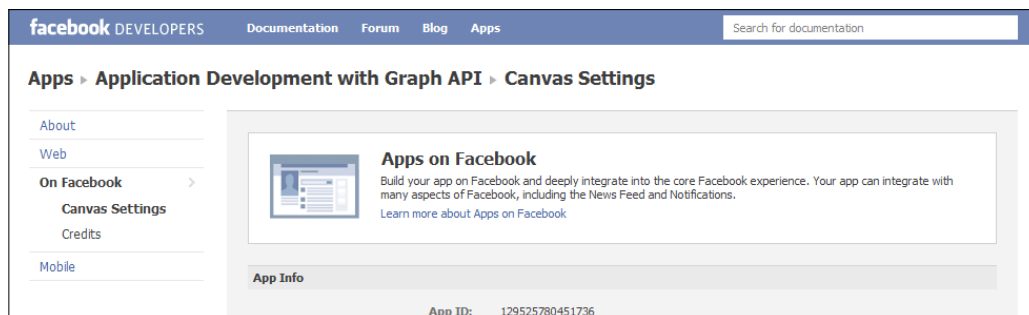 facebook DEVELOPERS Documentation Forum Blog Apps Search for documentation
Apps ▸ Application Development with Graph API ▸ Canvas Settings
About
Web
On Facebook
Canvas Settings
Credits
Mobile
Apps on Facebook
Build your app on Facebook and deeply integrate into the core Facebook experience. Your app can integrate with
many aspects of Facebook, including the News Feed and Notifications.
Learn more about Apps on Facebook
App Info
App ID: 129525780451736